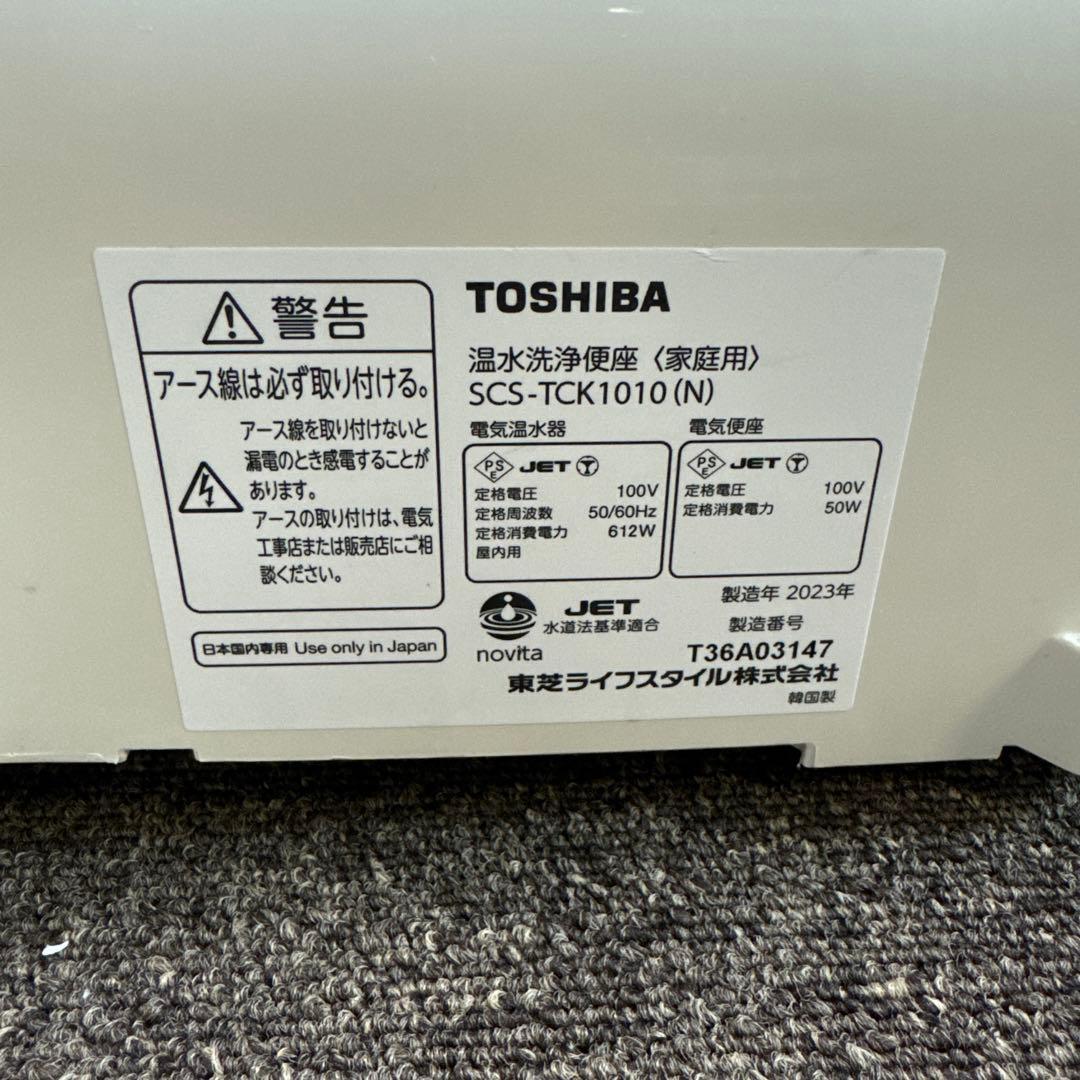 警告
アース線は必ず取り付ける。
アース線を取り付けないと
漏電のとき感電することが
あります。
アースの取り付けは、電気
工事店または販売店にご相
談ください。
日本国内専用 Use only in Japan
TOSHIBA
温水洗浄便座〈家庭用〉
SCS-TCK1010(N)
電気温水器
PS
E
JET
定格電圧 100V
定格周波数 50/60Hz
定格消費電力 612W
屋内用
電気便座
PS
E
JET
定格電圧 100V
定格消費電力 50W
novita
JET
水道法基準適合
製造年 2023年
製造番号
T36A03147
東芝ライフスタイル株式会社
韓国製